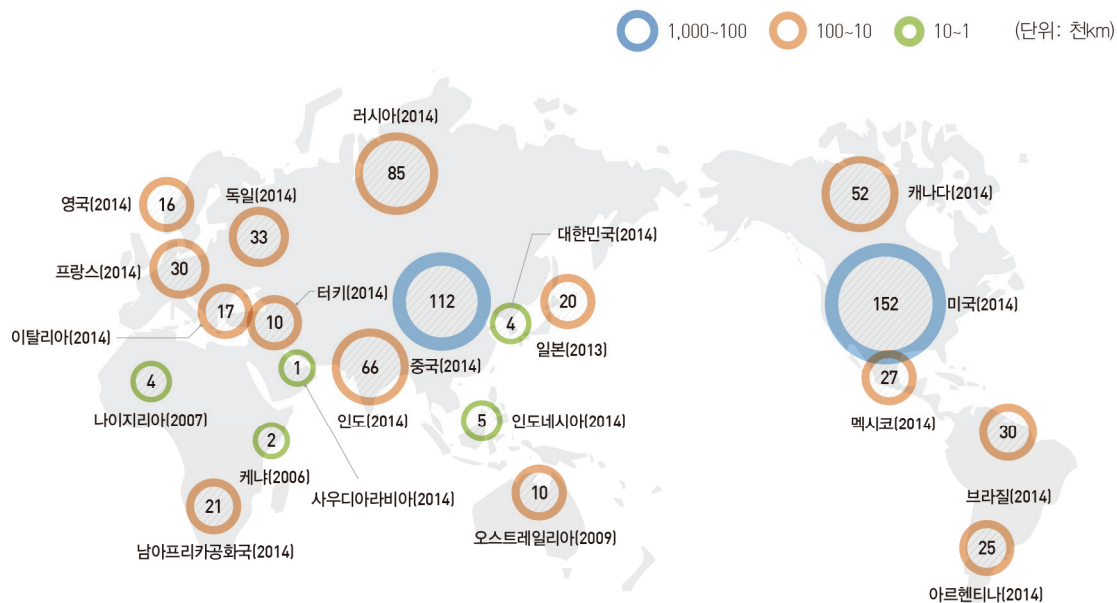 1,000~100 100~10 10~1 (단위: 천km)
러시아(2014)
85
영국(2014)
16
독일(2014)
33
프랑스(2014)
30
이탈리아(2014)
17
터키(2014)
10
112
중국(2014)
대한민국(2014)
4
20
일본(2013)
1
사우디아라비아(2014)
66
인도(2014)
4
나이지리아(2007)
2
케냐(2006)
21
남아프리카공화국(2014)
5
인도네시아(2014)
10
오스트레일리아(2009)
52
캐나다(2014)
152
미국(2014)
27
멕시코(2014)
30
브라질(2014)
25
아르헨티나(2014)